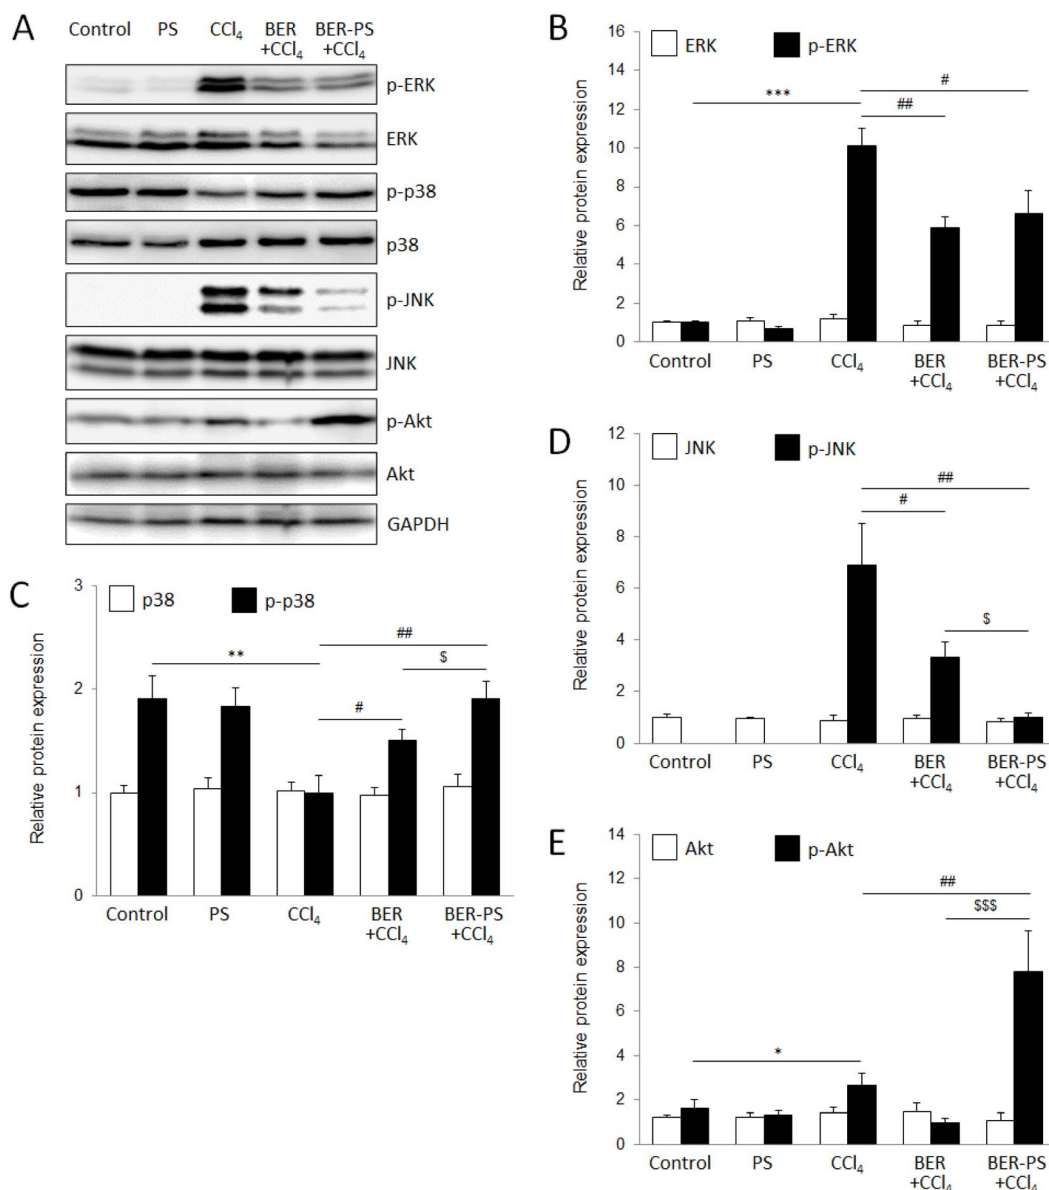 A
Control PS CCl4 BER BER-PS
+CCl4 +CCl4
p-ERK
ERK
p-p38
p38
p-JNK
JNK
p-Akt
Akt
GAPDH
B
ERK p-ERK
Relative protein expression
16
14
12
10
8
6
4
2
0
***
#
##
Control PS CCl4 BER BER-PS
+CCl4 +CCl4
C
p38 p-p38
Relative protein expression
3
2
1
0
**
##
$
#
Control PS CCl4 BER BER-PS
+CCl4 +CCl4
D
JNK p-JNK
Relative protein expression
12
10
8
6
4
2
0
##
#
$
Control PS CCl4 BER BER-PS
+CCl4 +CCl4
E
Akt p-Akt
Relative protein expression
14
12
10
8
6
4
2
0
##
$$$
*
Control PS CCl4 BER BER-PS
+CCl4 +CCl4